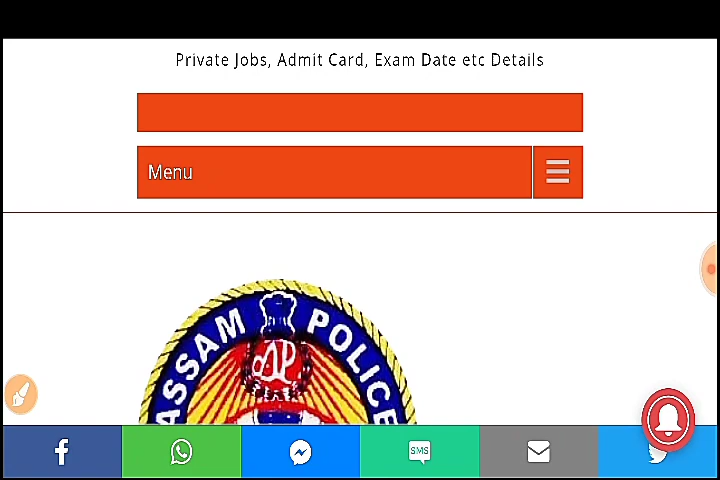 Private Jobs, Admit Card, Exam Date etc Details
Menu
ASSAM POLICE
AP
SMS